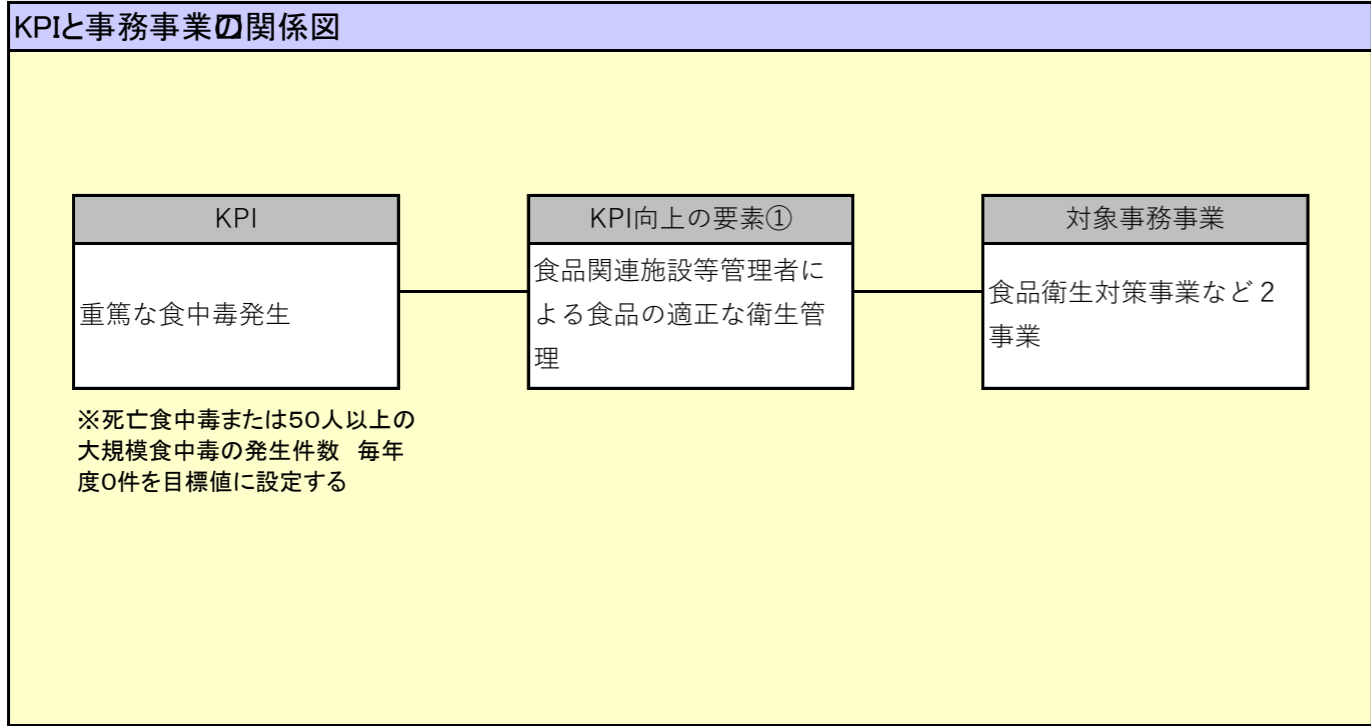 KPIと事務事業の関係図
KPI
重篤な食中毒発生
※死亡食中毒または50人以上の
大規模食中毒の発生件数　毎年
度0件を目標値に設定する
KPI向上の要素①
食品関連施設等管理者に
よる食品の適正な衛生管
理
対象事務事業
食品衛生対策事業など２
事業